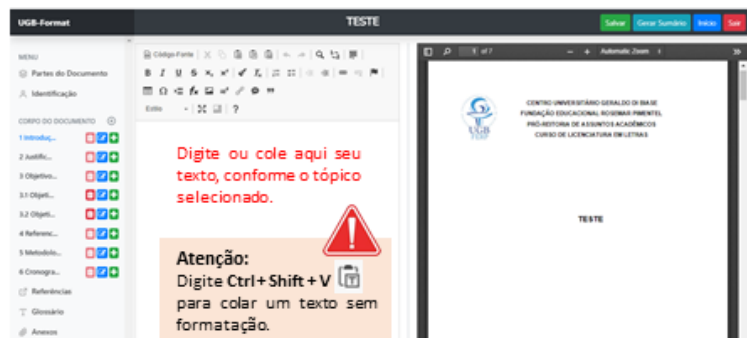 UGB-Format
TESTE
Salvar
Gerar Sumário
Início
Sair
MENU
Partes do Documento
Identificação
CORPO DO DOCUMENTO
1 Introduç...
2 Justific...
3 Objetivo...
3.1 Objeti...
3.2 Objeti...
4 Referenc...
5 Metodolo...
6 Cronogra...
Referências
Glossário
Anexos
Código-Fonte
B I U S x, x² I,
Ω fx
Estilo
?
Digite ou cole aqui seu
texto, conforme o tópico
selecionado.
Atenção:
Digite Ctrl+Shift+V
para colar um texto sem
formatação.
1 of 7
Automatic Zoom
UGB
FERP
CENTRO UNIVERSITÁRIO GERALDO DI BIASE
FUNDAÇÃO EDUCACIONAL ROSEMAR PIMENTEL
PRÓ-REITORIA DE ASSUNTOS ACADÊMICOS
CURSO DE LICENCIATURA EM LETRAS
TESTE